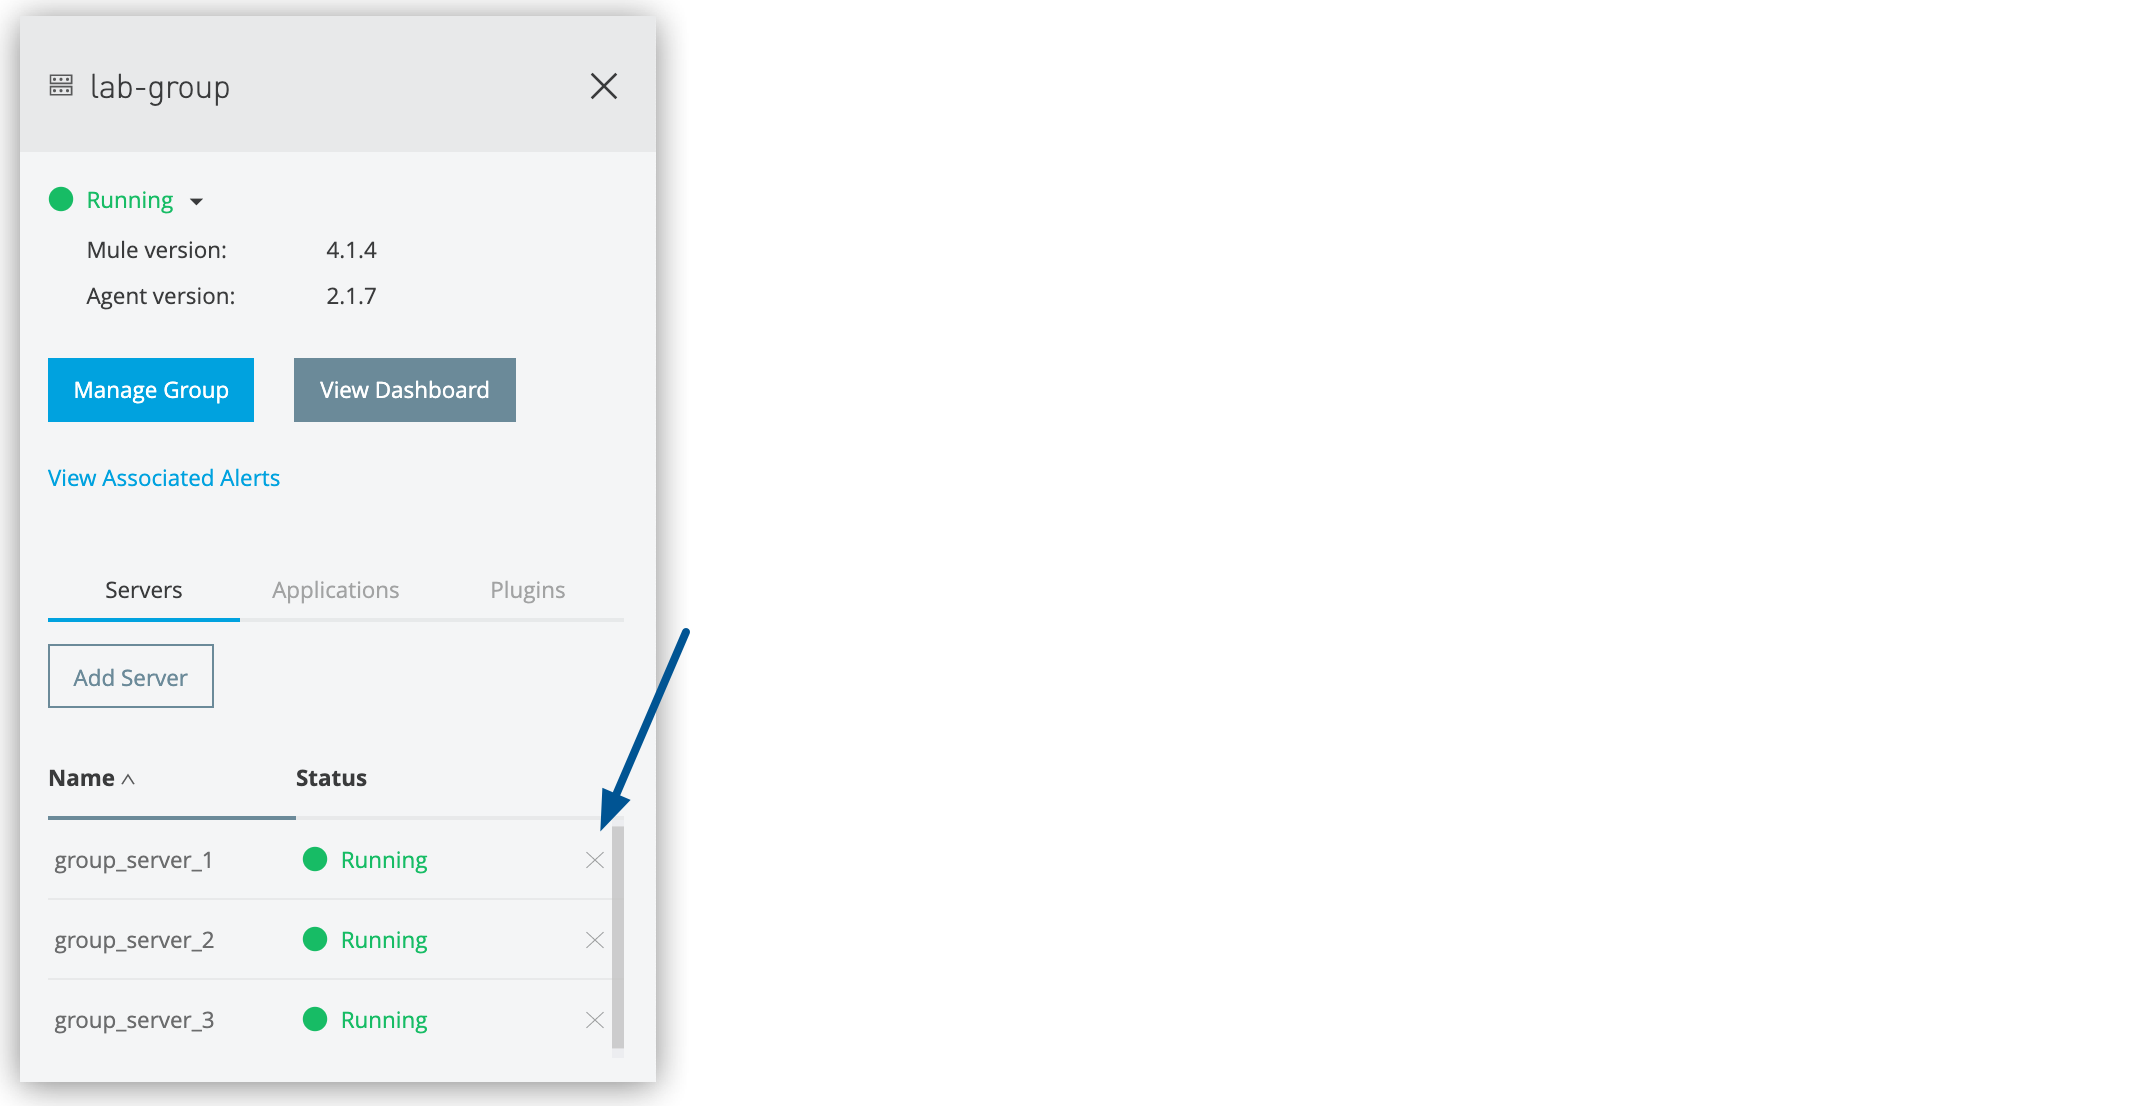 lab-group
Running
Mule version: 4.1.4
Agent version: 2.1.7
Manage Group View Dashboard
View Associated Alerts
Servers Applications Plugins
Add Server
Name Status
group_server_1 Running
group_server_2 Running
group_server_3 Running